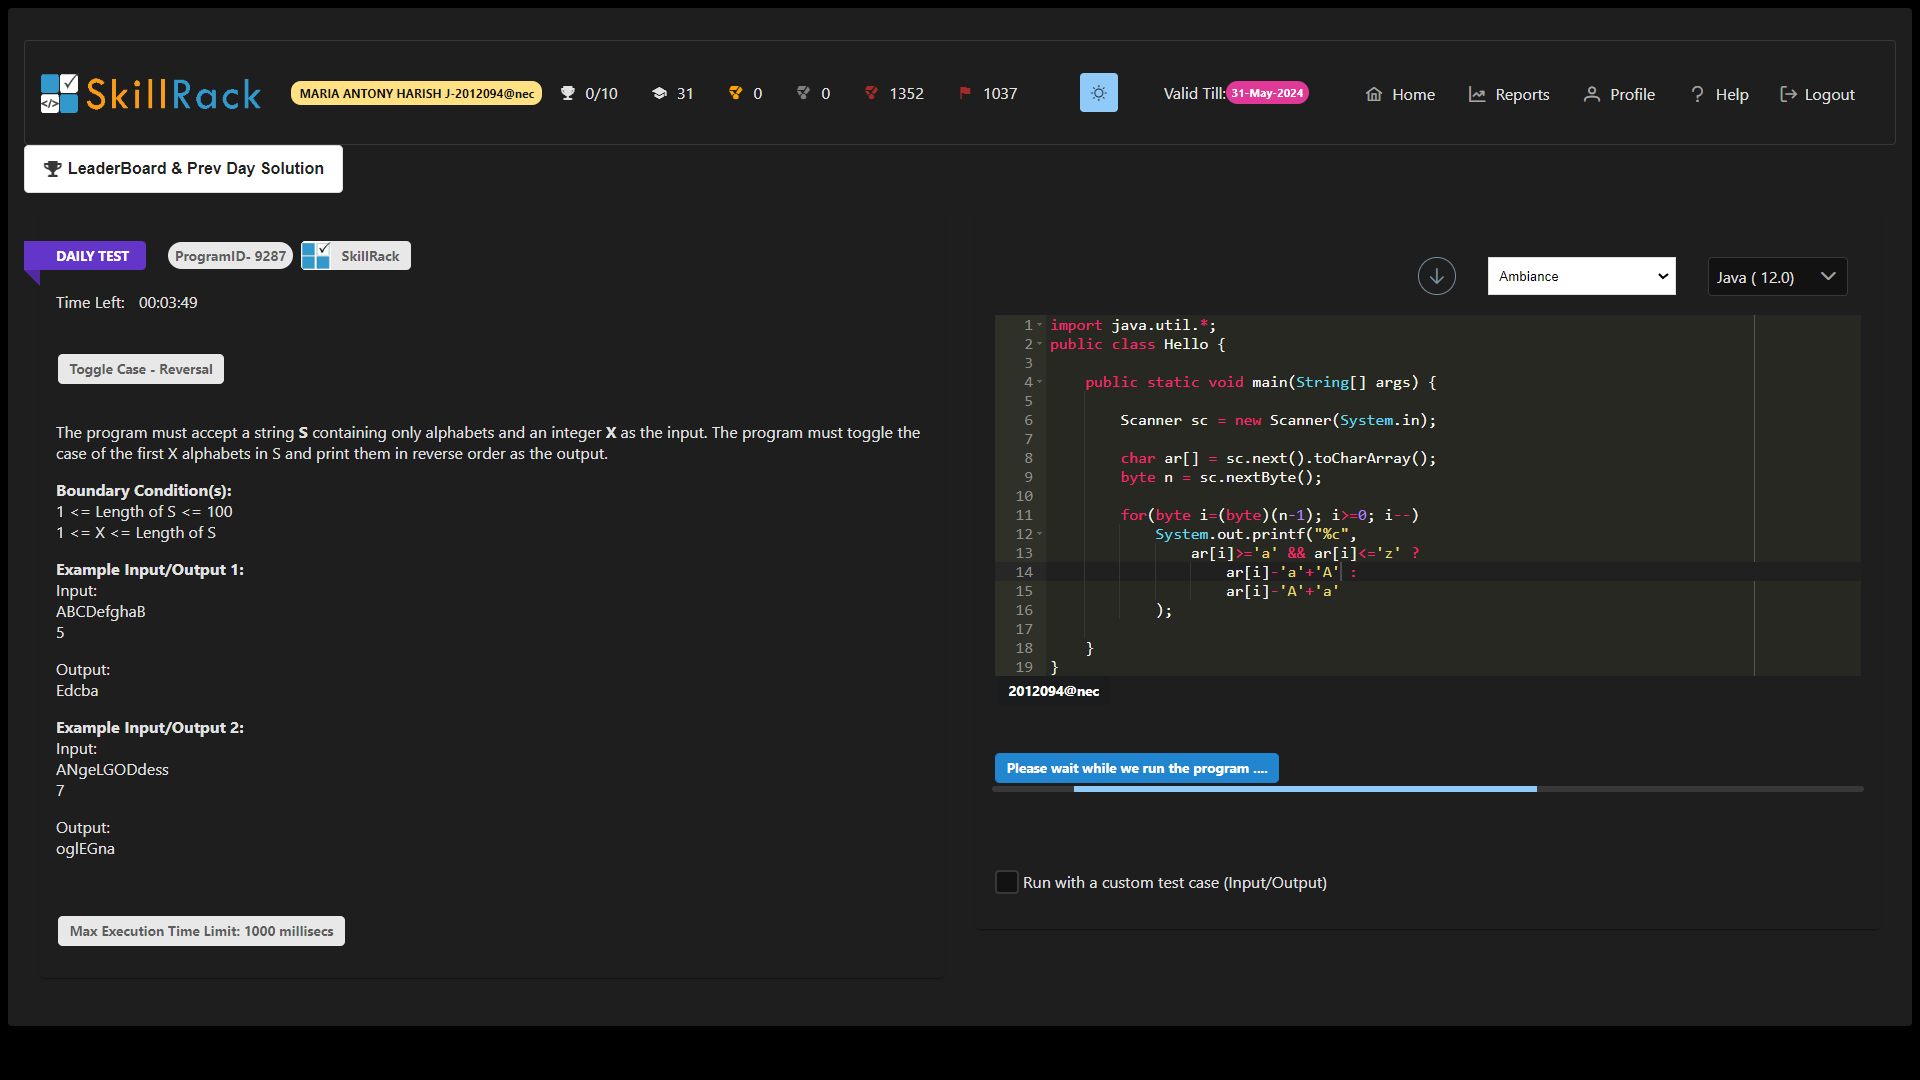 SkillRack
MARIA ANTONY HARISH J-2012094@nec
0/10
31
0
0
1352
1037
Valid Till:31-May-2024
Home
Reports
Profile
Help
Logout
LeaderBoard & Prev Day Solution
DAILY TEST
ProgramID- 9287
SkillRack
Time Left: 00:03:49
Toggle Case - Reversal
The program must accept a string S containing only alphabets and an integer X as the input. The program must toggle the
case of the first X alphabets in S and print them in reverse order as the output.
Boundary Condition(s):
1 <= Length of S <= 100
1 <= X <= Length of S
Example Input/Output 1:
Input:
ABCDefghaB
5
Output:
Edcba
Example Input/Output 2:
Input:
ANgeLGODdess
7
Output:
oglEGna
Max Execution Time Limit: 1000 millisecs
Ambiance
Java ( 12.0)
1 import java.util.*;
2 public class Hello {
3
4     public static void main(String[] args) {
5
6         Scanner sc = new Scanner(System.in);
7
8         char ar[] = sc.next().toCharArray();
9         byte n = sc.nextByte();
10
11         for(byte i=(byte)(n-1); i>=0; i--)
12             System.out.printf("%c",
13                 ar[i]>='a' && ar[i]<='z' ?
14                     ar[i]-'a'+'A' :
15                     ar[i]-'A'+'a'
16             );
17
18     }
19 }
2012094@nec
Please wait while we run the program ....
Run with a custom test case (Input/Output)